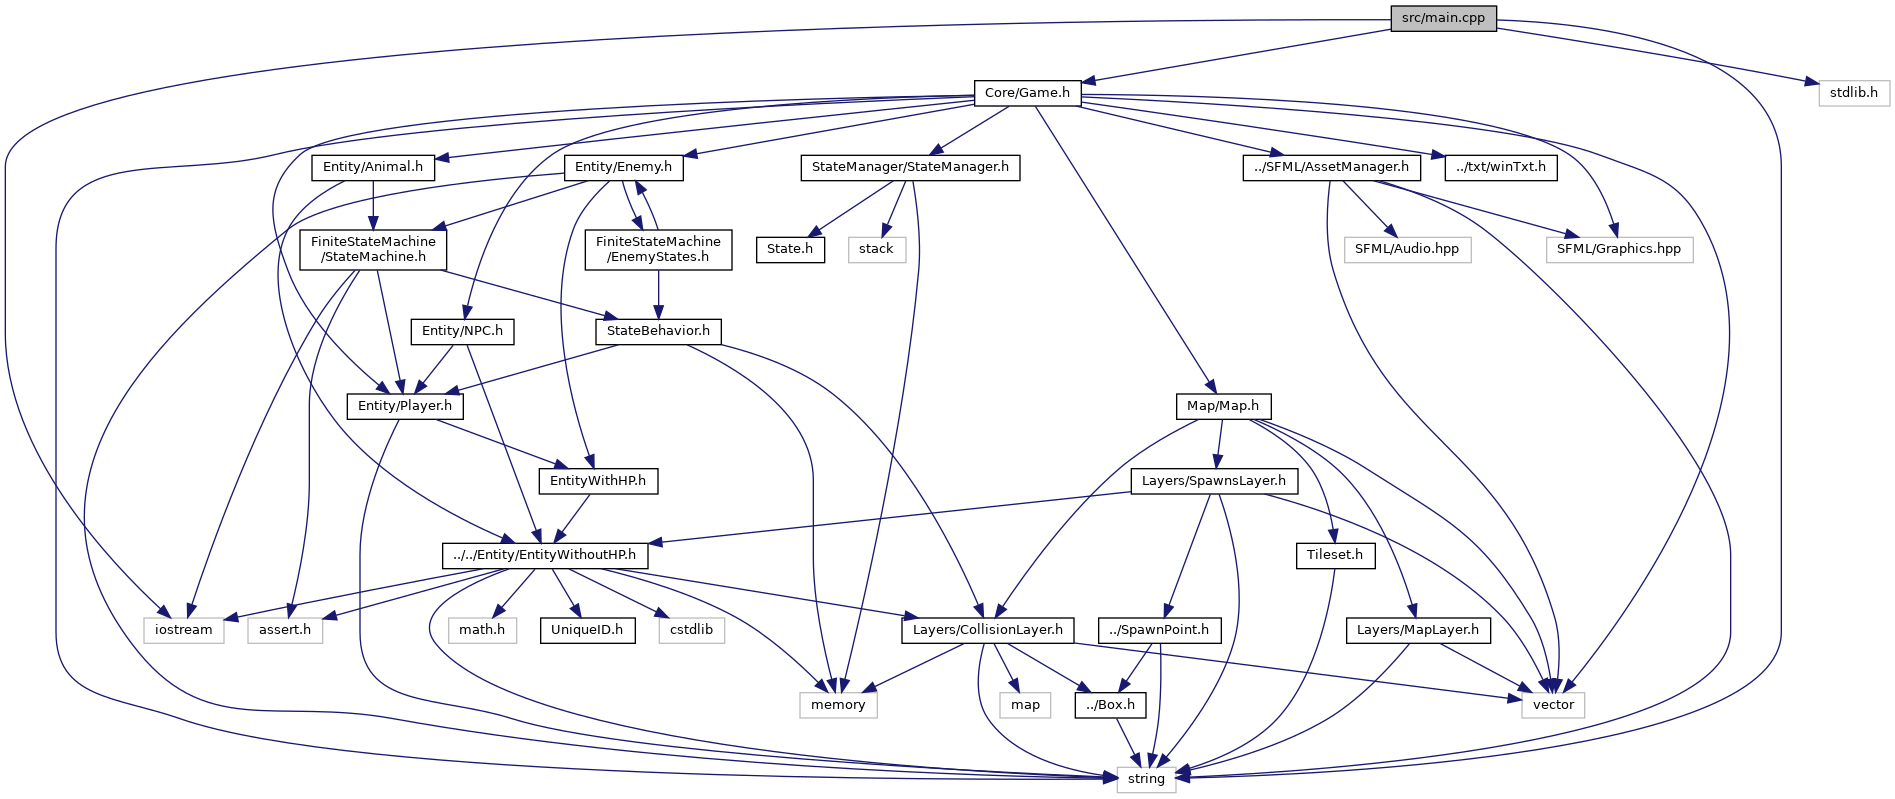 src/main.cpp
Core/Game.h
stdlib.h
Entity/Animal.h
Entity/Enemy.h
StateManager/StateManager.h
../SFML/AssetManager.h
../txt/winTxt.h
FiniteStateMachine
/StateMachine.h
FiniteStateMachine
/EnemyStates.h
State.h
stack
SFML/Audio.hpp
SFML/Graphics.hpp
Entity/NPC.h
StateBehavior.h
Entity/Player.h
Map/Map.h
EntityWithHP.h
Layers/SpawnsLayer.h
../../Entity/EntityWithoutHP.h
Tileset.h
iostream
assert.h
math.h
UniqueID.h
cstdlib
Layers/CollisionLayer.h
../SpawnPoint.h
Layers/MapLayer.h
memory
map
../Box.h
vector
string